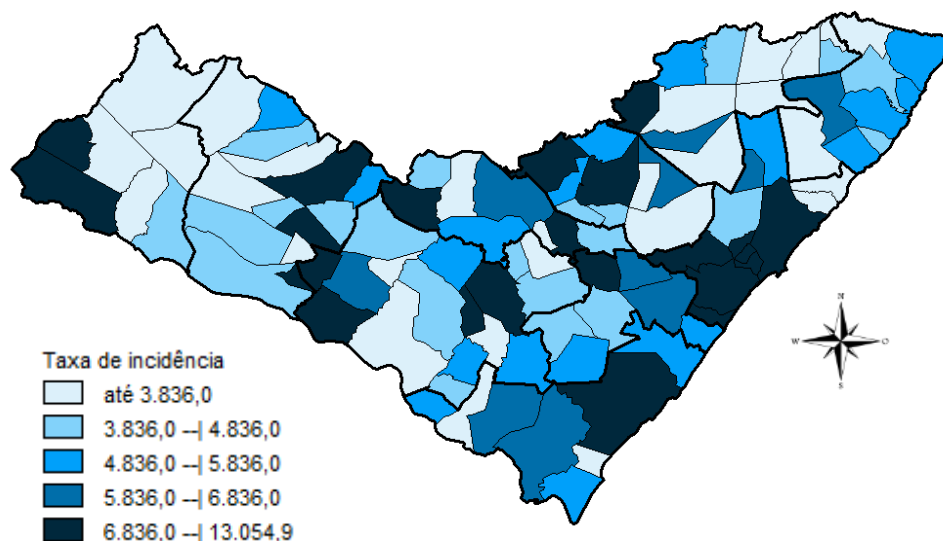 N
W
O
S
Taxa de incidência
até 3.836,0
3.836,0 --| 4.836,0
4.836,0 --| 5.836,0
5.836,0 --| 6.836,0
6.836,0 --| 13.054,9